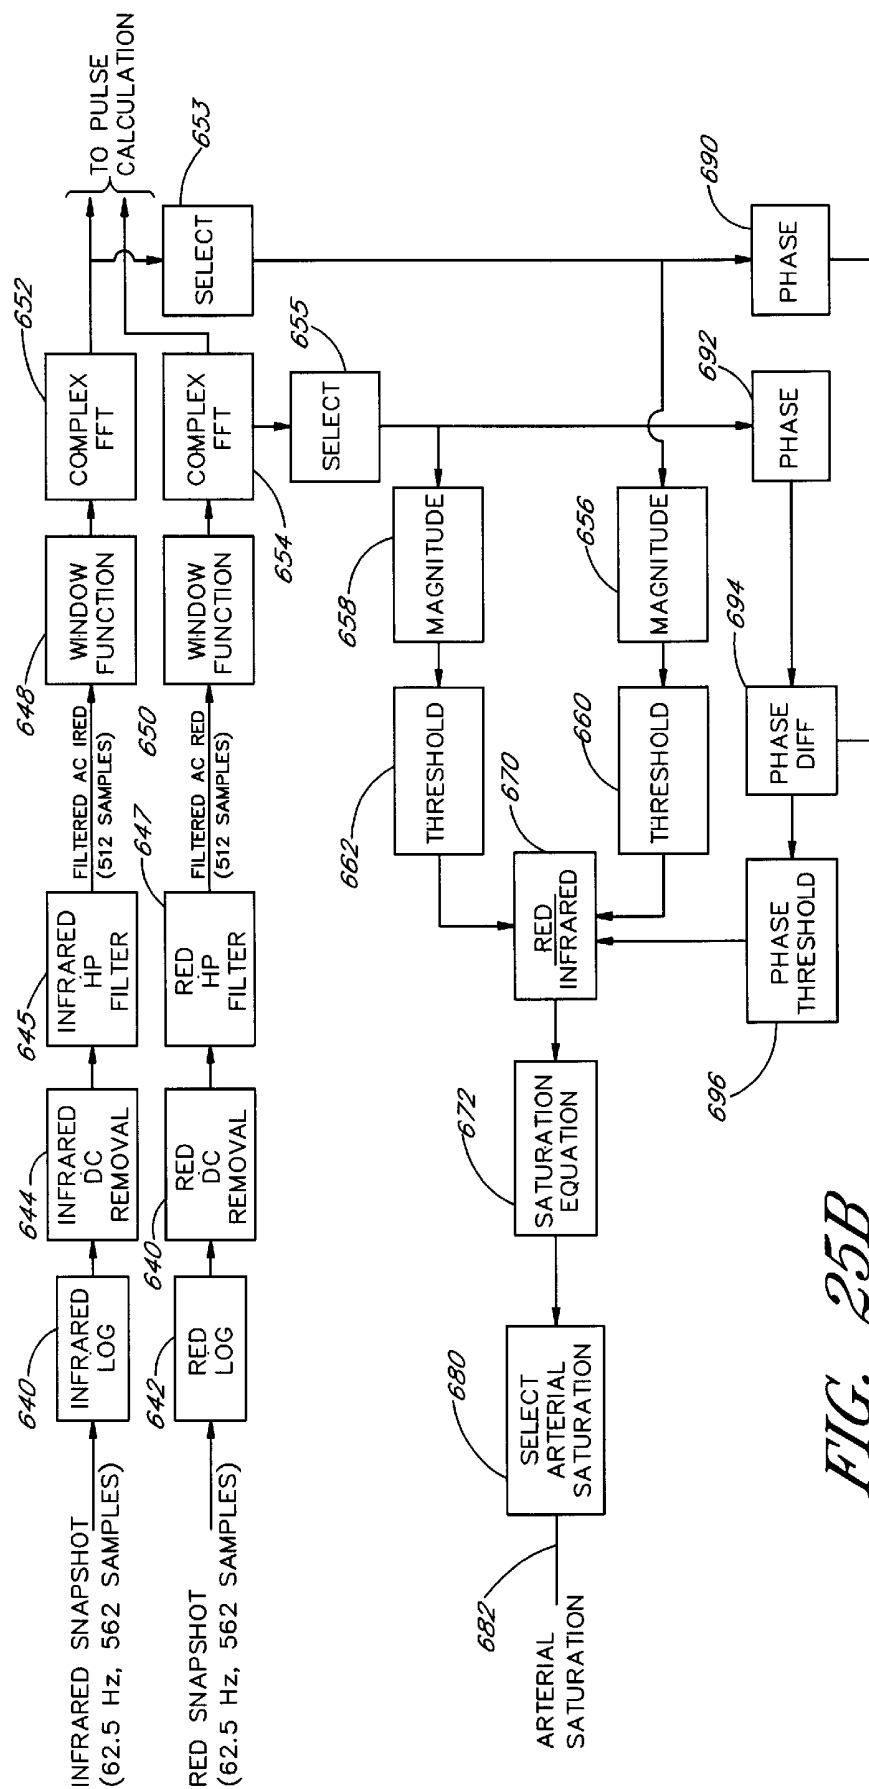 INFRARED SNAPSHOT
(62.5 Hz, 562 SAMPLES)
640
INFRARED
LOG
644
INFRARED
DC
REMOVAL
645
INFRARED
HP
FILTER
FILTERED AC IRED
(512 SAMPLES)
648
WINDOW
FUNCTION
652
COMPLEX
FFT
TO PULSE
CALCULATION
653
SELECT
RED SNAPSHOT
(62.5 Hz, 562 SAMPLES)
642
RED
LOG
640
RED
DC
REMOVAL
647
RED
HP
FILTER
FILTERED AC RED
(512 SAMPLES)
650
WINDOW
FUNCTION
654
COMPLEX
FFT
655
SELECT
658
MAGNITUDE
662
THRESHOLD
656
MAGNITUDE
660
THRESHOLD
670
RED
INFRARED
672
SATURATION
EQUATION
680
SELECT
ARTERIAL
SATURATION
682
ARTERIAL
SATURATION
690
PHASE
692
PHASE
694
PHASE
DIFF
696
PHASE
THRESHOLD
FIG. 25B